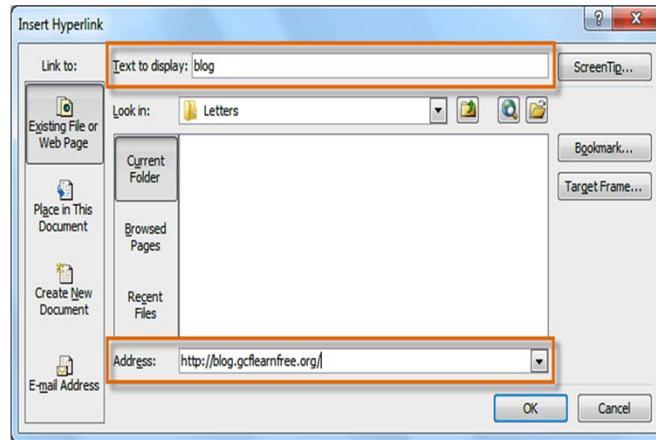 Insert Hyperlink
Link to:
Text to display: blog
ScreenTip...
Existing File or
Web Page
Look in: Letters
Current
Folder
Bookmark...
Target Frame...
Place in This
Document
Browsed
Pages
Create New
Document
Recent
Files
E-mail Address
Address: http://blog.gcflearnfree.org/
OK
Cancel